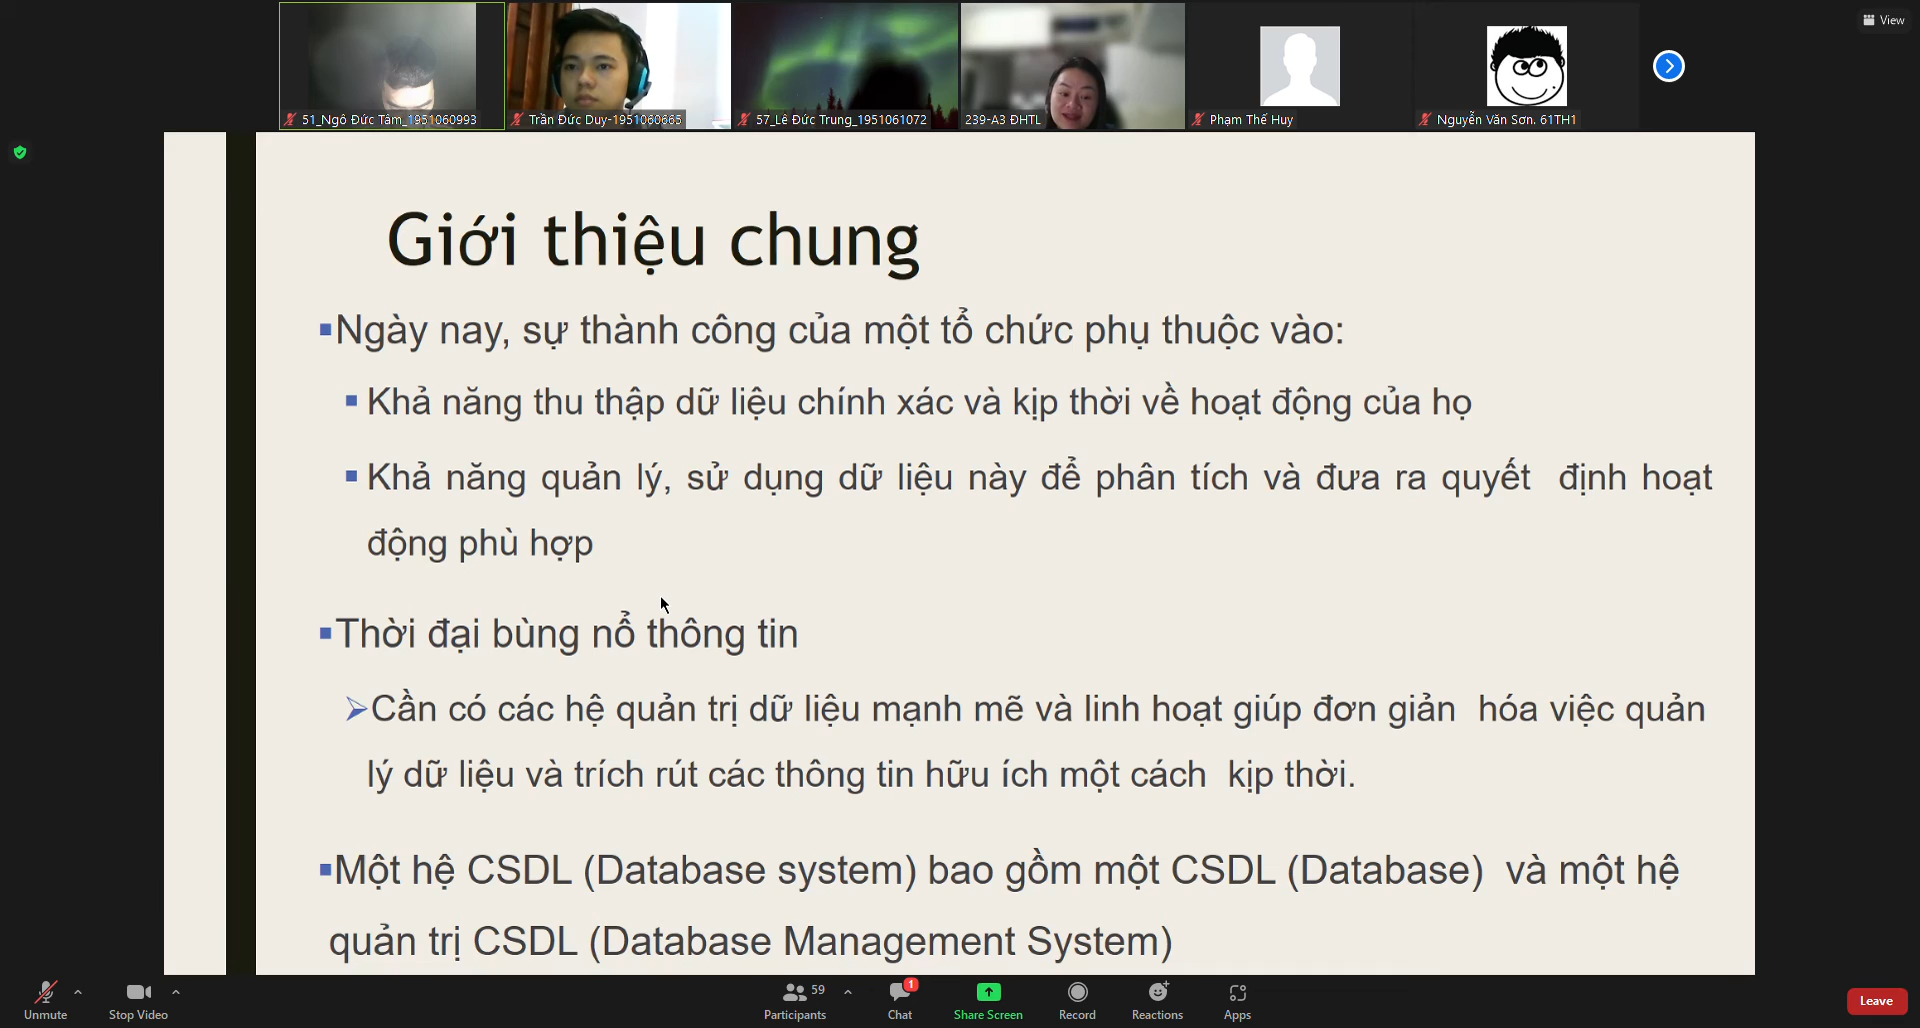 View
51_Ngô Đức Tâm_1951060993
Trần Đức Duy-1951060665
57_Lê Đức Trung_1951061072
239-A3 ĐHTL
Phạm Thế Huy
Nguyễn Văn Sơn. 61TH1
Giới thiệu chung
Ngày nay, sự thành công của một tổ chức phụ thuộc vào:
Khả năng thu thập dữ liệu chính xác và kịp thời về hoạt động của họ
Khả năng quản lý, sử dụng dữ liệu này để phân tích và đưa ra quyết định hoạt
động phù hợp
Thời đại bùng nổ thông tin
Cần có các hệ quản trị dữ liệu mạnh mẽ và linh hoạt giúp đơn giản hóa việc quản
lý dữ liệu và trích rút các thông tin hữu ích một cách kịp thời.
Một hệ CSDL (Database system) bao gồm một CSDL (Database) và một hệ
quản trị CSDL (Database Management System)
59
1
Unmute
Stop Video
Participants
Chat
Share Screen
Record
Reactions
Apps
Leave